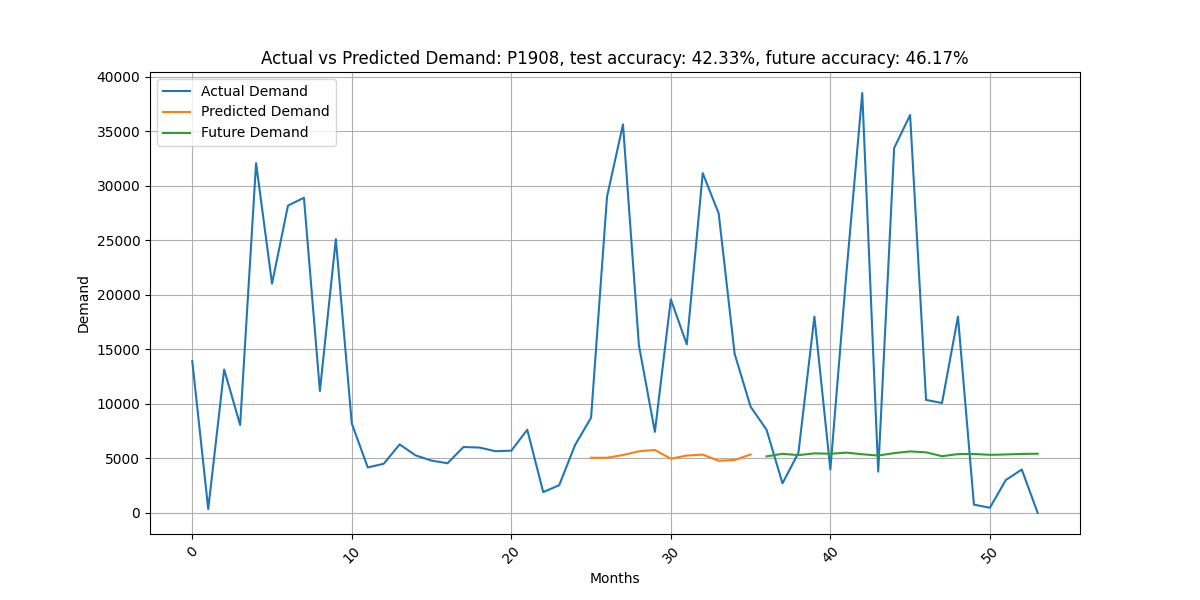 Actual vs Predicted Demand: P1908, test accuracy: 42.33%, future accuracy: 46.17%
Actual Demand
Predicted Demand
Future Demand
40000
35000
30000
25000
20000
15000
10000
5000
0
Demand
0 10 20 30 40 50
Months